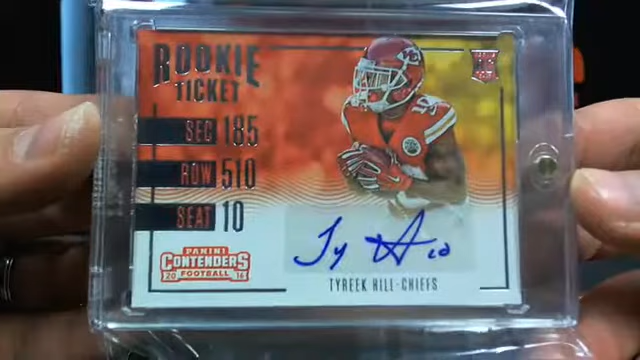 ROOKIE
TICKET
SEC 185
ROW 510
SEAT 10
PANINI
CONTENDERS
20 FOOTBALL 16
RC
10
Ty H 10
TYREEK HILL-CHIEFS